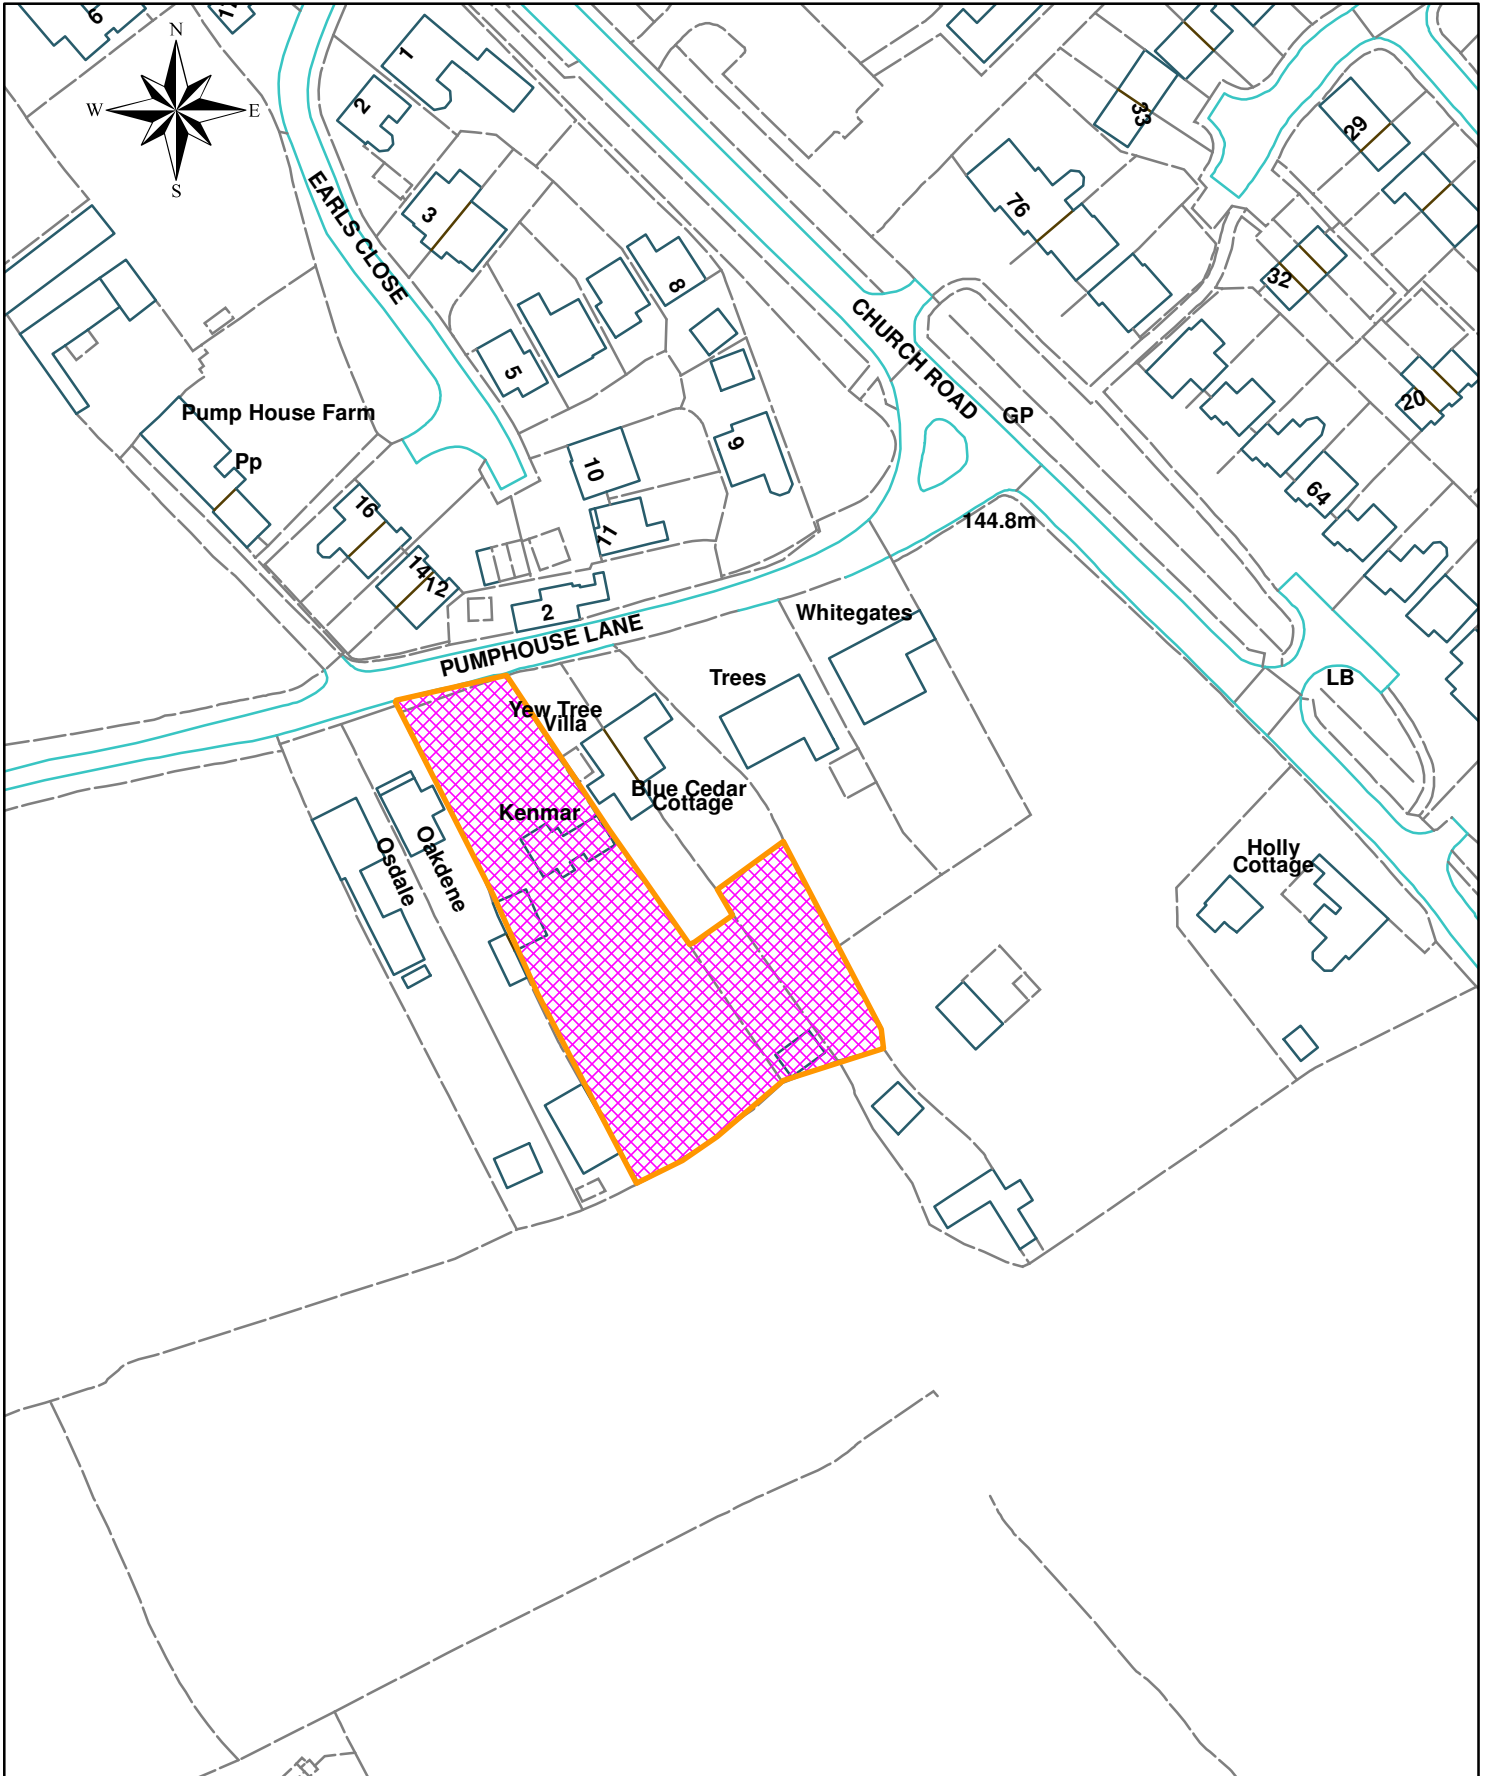 6
N
W
E
S
1
2
33
29
76
3
EARLS CLOSE
8
32
CHURCH ROAD
5
20
Pump House Farm
GP
9
Pp
10
64
16
144.8m
11
14
12
2
Whitegates
PUMPHOUSE LANE
Trees
LB
Yew Tree
Villa
Blue Cedar
Cottage
Kenmar
Oakdene
Osdale
Holly
Cottage